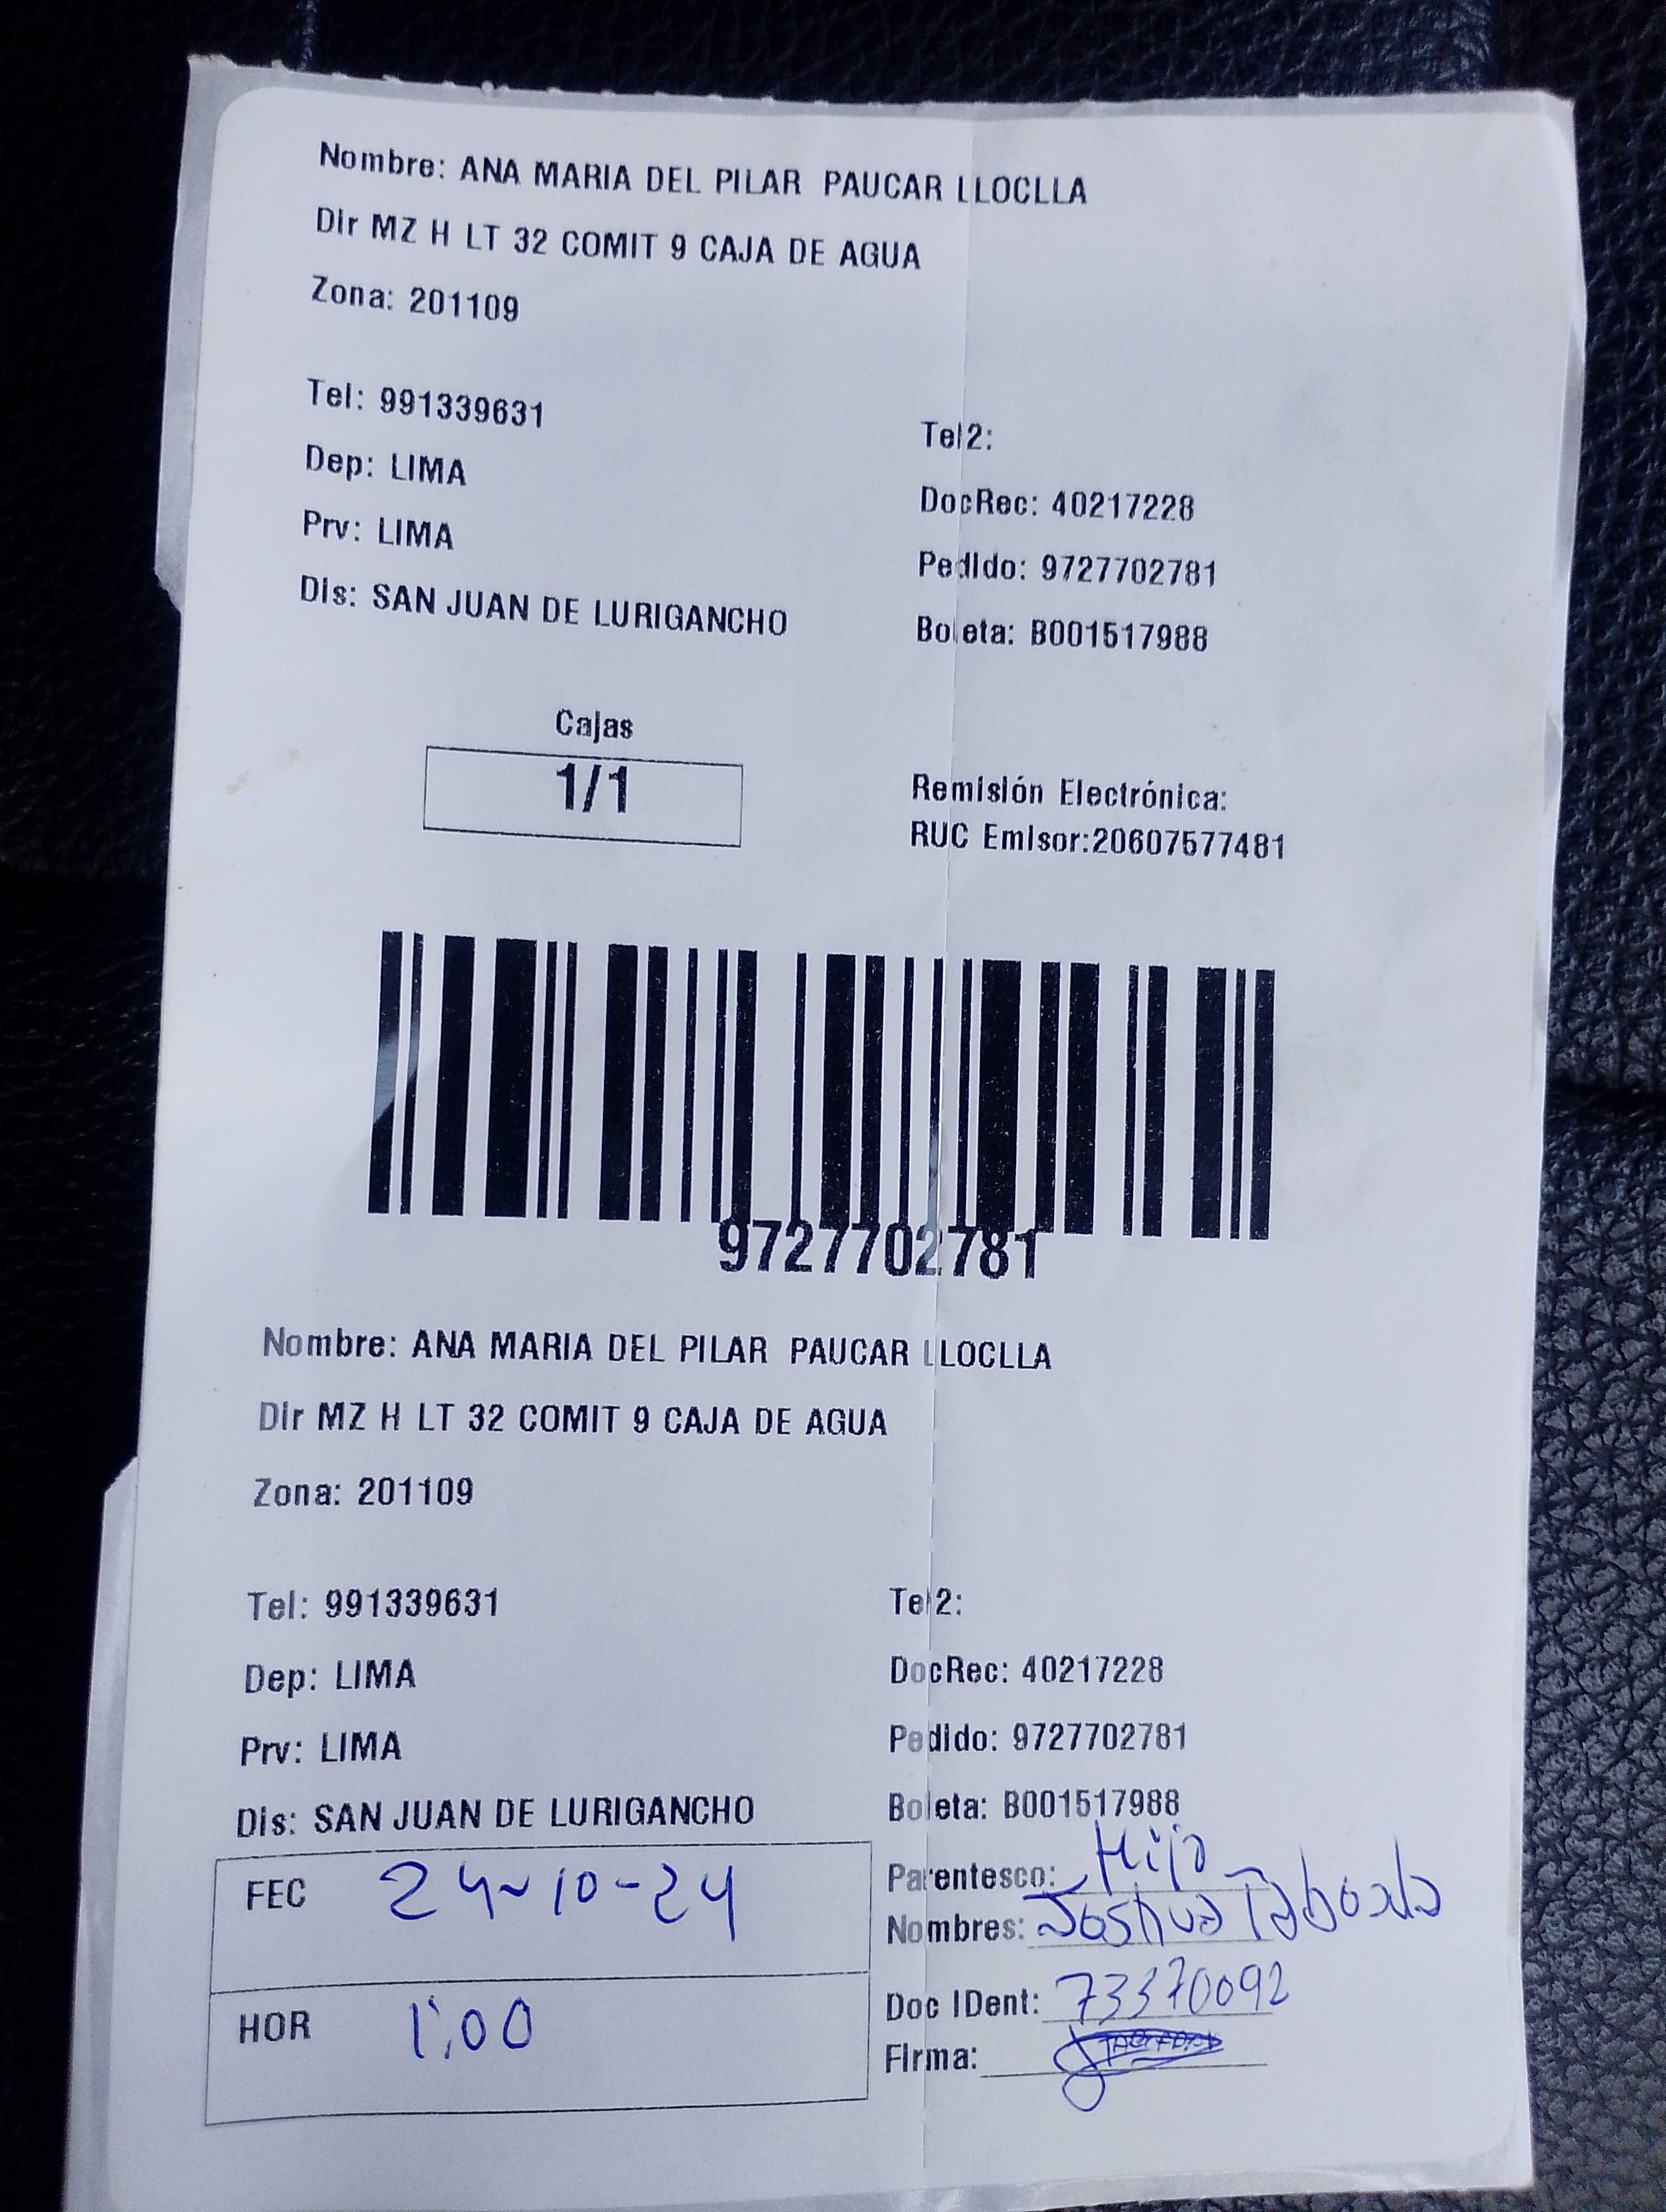 Nombre: ANA MARIA DEL PILAR PAUCAR LLOCLLA
Dir MZ H LT 32 COMIT 9 CAJA DE AGUA
Zona: 201109
Tel: 991339631
Tel2:
Dep: LIMA
DocRec: 40217228
Prv: LIMA
Pedido: 9727702781
Dis: SAN JUAN DE LURIGANCHO
Boleta: B001517988
Cajas
1/1
Remisión Electrónica:
RUC Emisor:20607577481
9727702781
Nombre: ANA MARIA DEL PILAR PAUCAR LLOCLLA
Dir MZ H LT 32 COMIT 9 CAJA DE AGUA
Zona: 201109
Tel: 991339631
Tel2:
Dep: LIMA
DocRec: 40217228
Prv: LIMA
Pedido: 9727702781
Dis: SAN JUAN DE LURIGANCHO
Boleta: B001517988
FEC 24-10-24
Parentesco: Hijo
Nombres: Joshua Taboada
HOR 1:00
Doc IDent: 73370092
Firma: